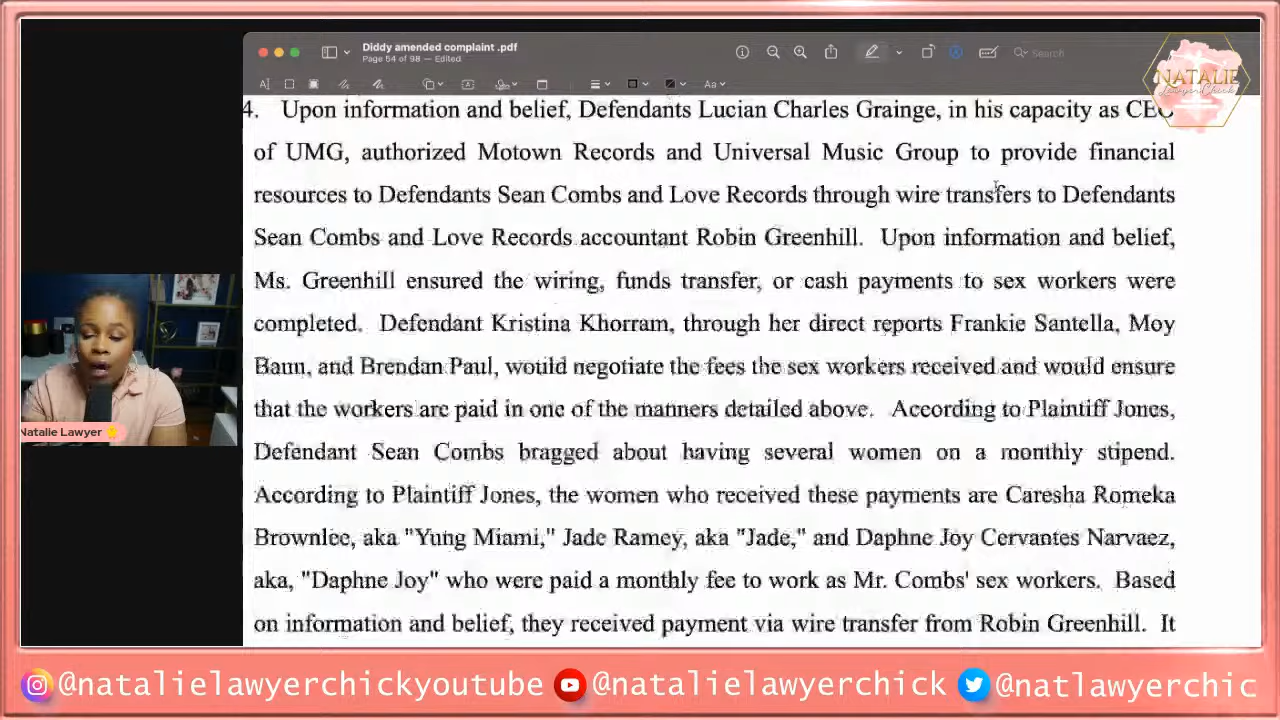 Diddy amended complaint .pdf
Page 54 of 98 — Edited
Search
NATALIE
LawyerChick
4. Upon information and belief, Defendants Lucian Charles Grainge, in his capacity as CEO
of UMG, authorized Motown Records and Universal Music Group to provide financial
resources to Defendants Sean Combs and Love Records through wire transfers to Defendants
Sean Combs and Love Records accountant Robin Greenhill. Upon information and belief,
Ms. Greenhill ensured the wiring, funds transfer, or cash payments to sex workers were
completed. Defendant Kristina Khorram, through her direct reports Frankie Santella, Moy
Baun, and Brendan Paul, would negotiate the fees the sex workers received and would ensure
that the workers are paid in one of the manners detailed above. According to Plaintiff Jones,
Defendant Sean Combs bragged about having several women on a monthly stipend.
According to Plaintiff Jones, the women who received these payments are Caresha Romeka
Brownlee, aka "Yung Miami," Jade Ramey, aka "Jade," and Daphne Joy Cervantes Narvaez,
aka, "Daphne Joy" who were paid a monthly fee to work as Mr. Combs' sex workers. Based
on information and belief, they received payment via wire transfer from Robin Greenhill. It
Natalie Lawyer
@natalielawyerchickyoutube @natalielawyerchick @natlawyerchic